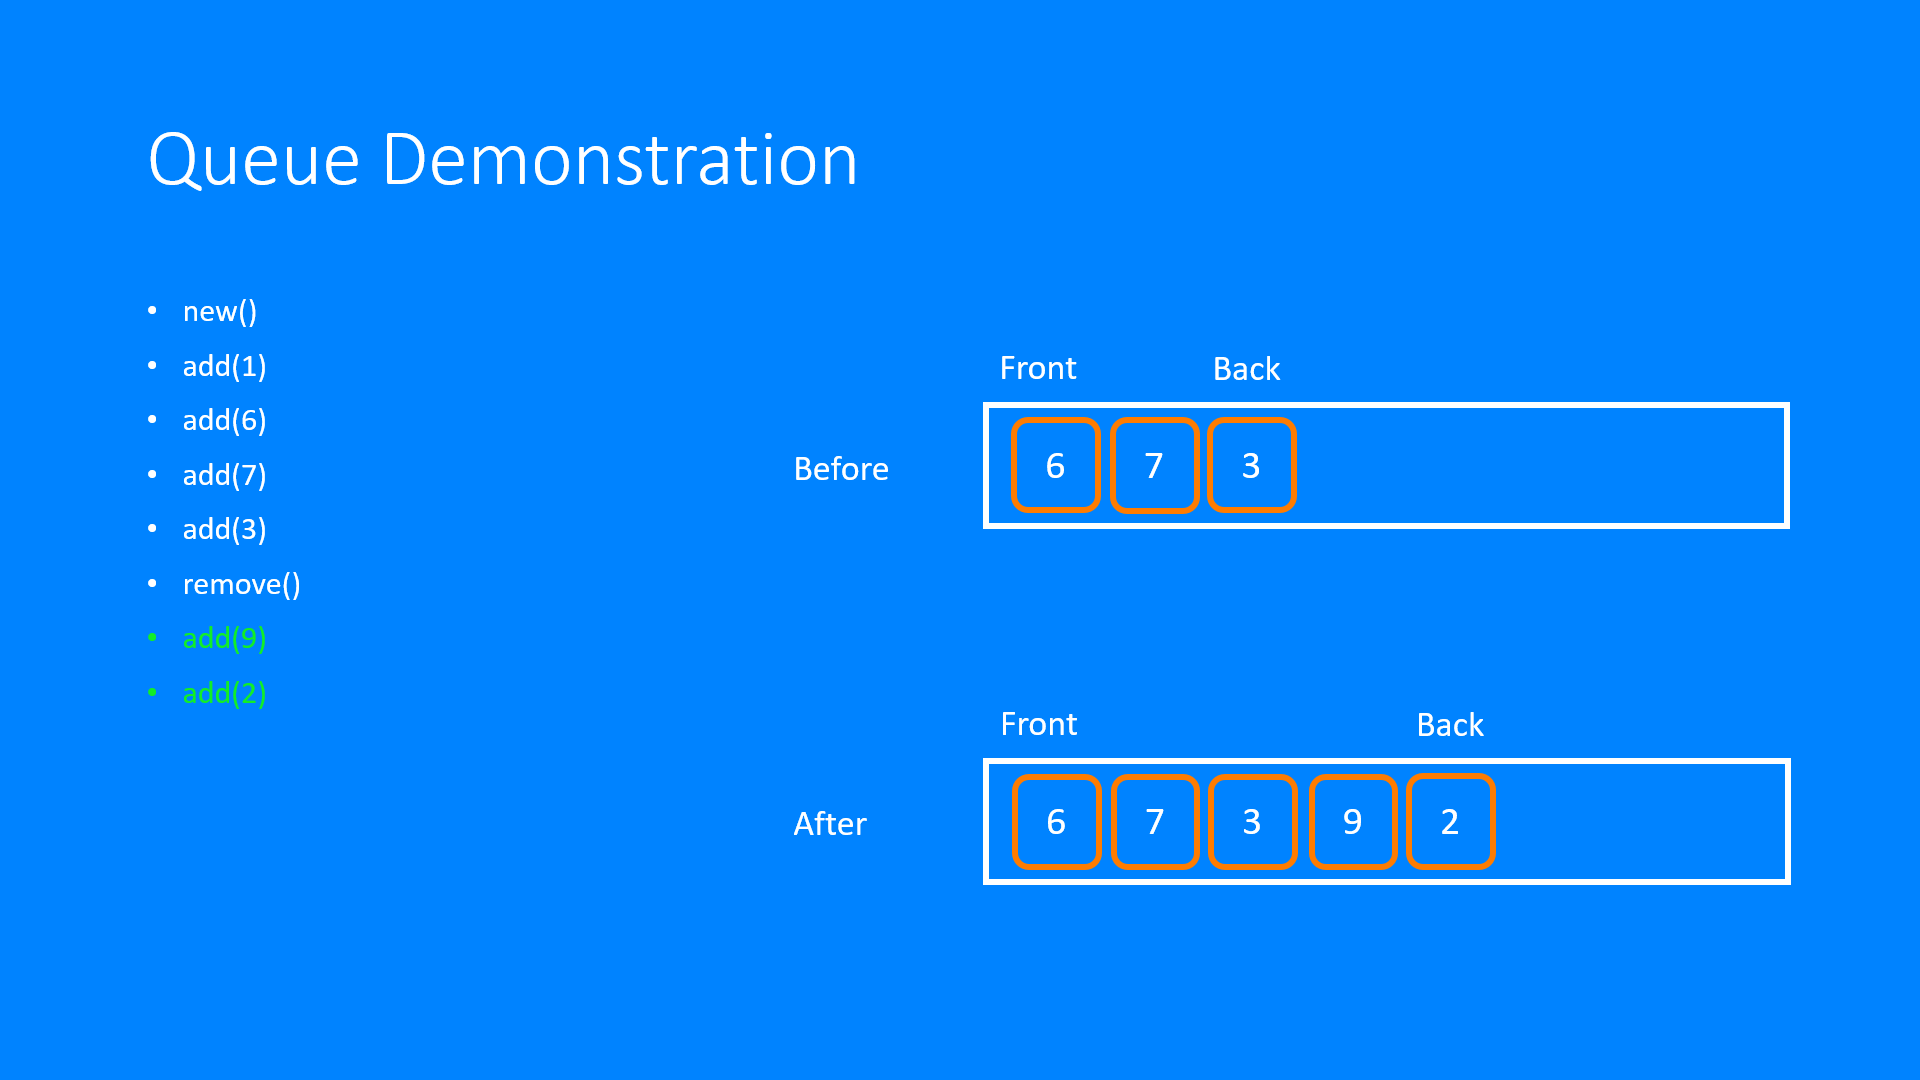 Queue Demonstration
• new()
• add(1)
• add(6)
• add(7)
• add(3)
• remove()
• add(9)
• add(2)
Front Back
Before 6 7 3
Front Back
After 6 7 3 9 2